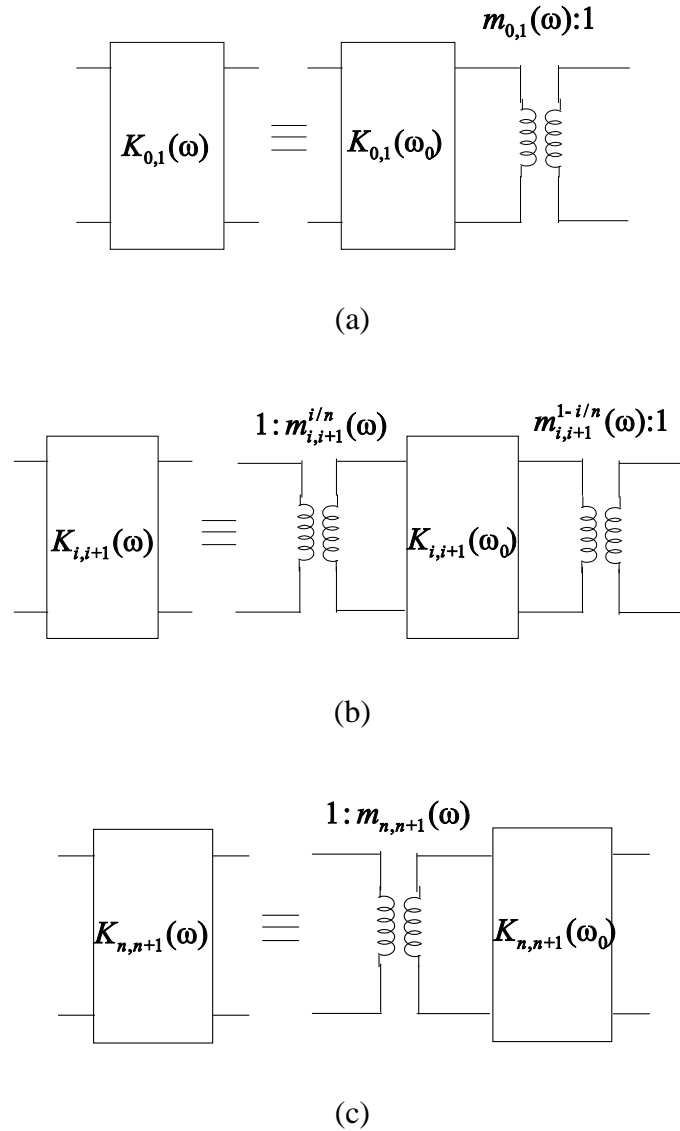 m₀,₁(ω):1
K₀,₁(ω) ≡ K₀,₁(ω₀)
(a)
1:mᵢ,ᵢ₊₁^{i/n}(ω) mᵢ,ᵢ₊₁^{1-i/n}(ω):1
Kᵢ,ᵢ₊₁(ω) ≡ Kᵢ,ᵢ₊₁(ω₀)
(b)
1:mₙ,ₙ₊₁(ω)
Kₙ,ₙ₊₁(ω) ≡ Kₙ,ₙ₊₁(ω₀)
(c)